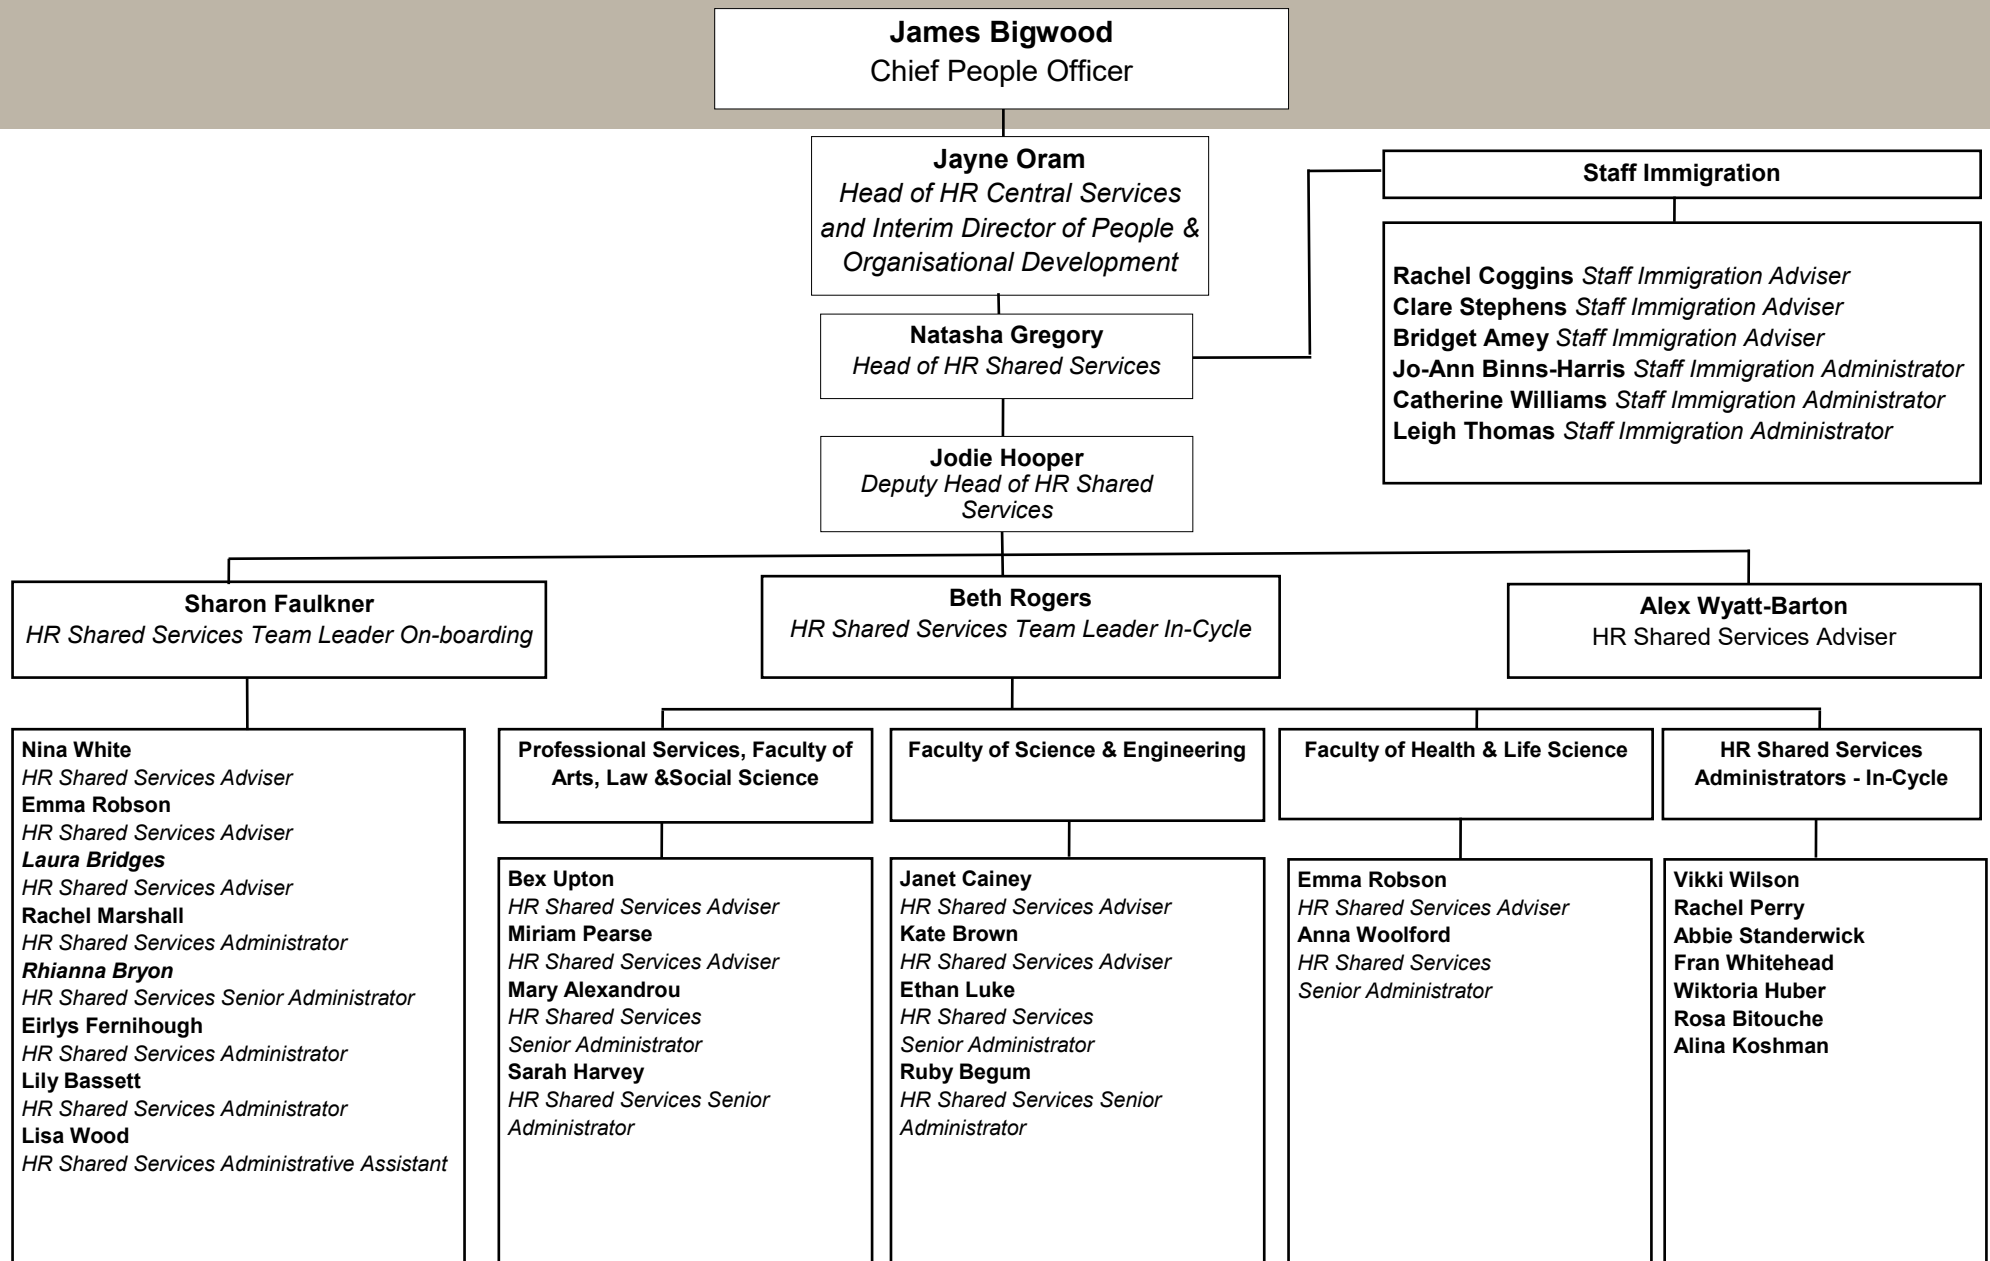 James Bigwood
Chief People Officer
Jayne Oram
Head of HR Central Services
and Interim Director of People &
Organisational Development
Staff Immigration
Rachel Coggins Staff Immigration Adviser
Clare Stephens Staff Immigration Adviser
Bridget Amey Staff Immigration Adviser
Jo-Ann Binns-Harris Staff Immigration Administrator
Catherine Williams Staff Immigration Administrator
Leigh Thomas Staff Immigration Administrator
Natasha Gregory
Head of HR Shared Services
Jodie Hooper
Deputy Head of HR Shared
Services
Sharon Faulkner
HR Shared Services Team Leader On-boarding
Beth Rogers
HR Shared Services Team Leader In-Cycle
Alex Wyatt-Barton
HR Shared Services Adviser
Nina White
HR Shared Services Adviser
Emma Robson
HR Shared Services Adviser
Laura Bridges
HR Shared Services Adviser
Rachel Marshall
HR Shared Services Administrator
Rhianna Bryon
HR Shared Services Senior Administrator
Eirlys Fernihough
HR Shared Services Administrator
Lily Bassett
HR Shared Services Administrator
Lisa Wood
HR Shared Services Administrative Assistant
Professional Services, Faculty of
Arts, Law &Social Science
Bex Upton
HR Shared Services Adviser
Miriam Pearse
HR Shared Services Adviser
Mary Alexandrou
HR Shared Services
Senior Administrator
Sarah Harvey
HR Shared Services Senior
Administrator
Faculty of Science & Engineering
Janet Cainey
HR Shared Services Adviser
Kate Brown
HR Shared Services Adviser
Ethan Luke
HR Shared Services
Senior Administrator
Ruby Begum
HR Shared Services Senior
Administrator
Faculty of Health & Life Science
Emma Robson
HR Shared Services Adviser
Anna Woolford
HR Shared Services
Senior Administrator
HR Shared Services
Administrators - In-Cycle
Vikki Wilson
Rachel Perry
Abbie Standerwick
Fran Whitehead
Wiktoria Huber
Rosa Bitouche
Alina Koshman